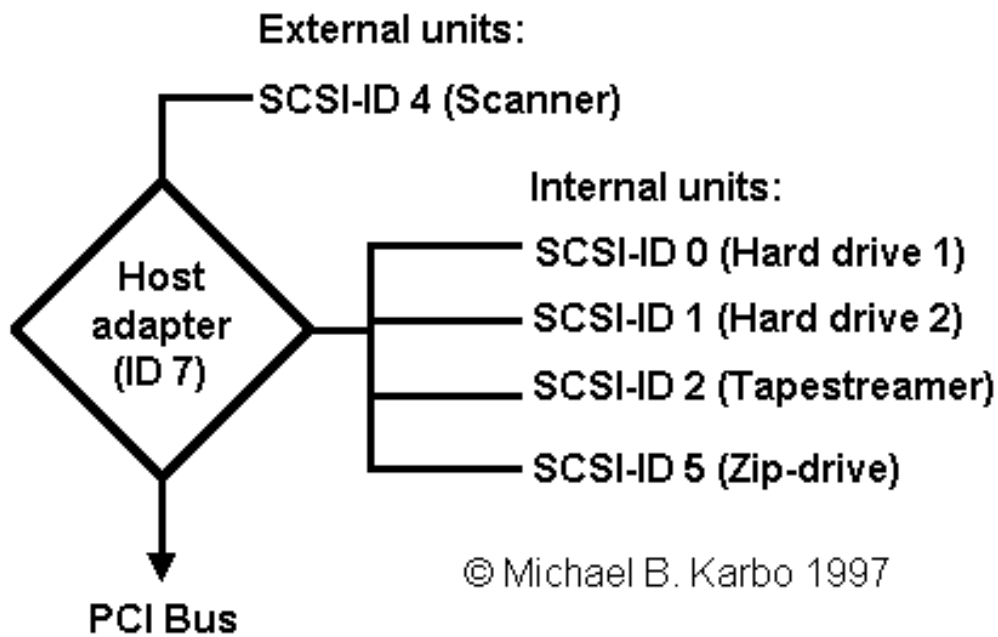 External units:
SCSI-ID 4 (Scanner)
Internal units:
SCSI-ID 0 (Hard drive 1)
SCSI-ID 1 (Hard drive 2)
SCSI-ID 2 (Tapestreamer)
SCSI-ID 5 (Zip-drive)
Host
adapter
(ID 7)
PCI Bus
© Michael B. Karbo 1997